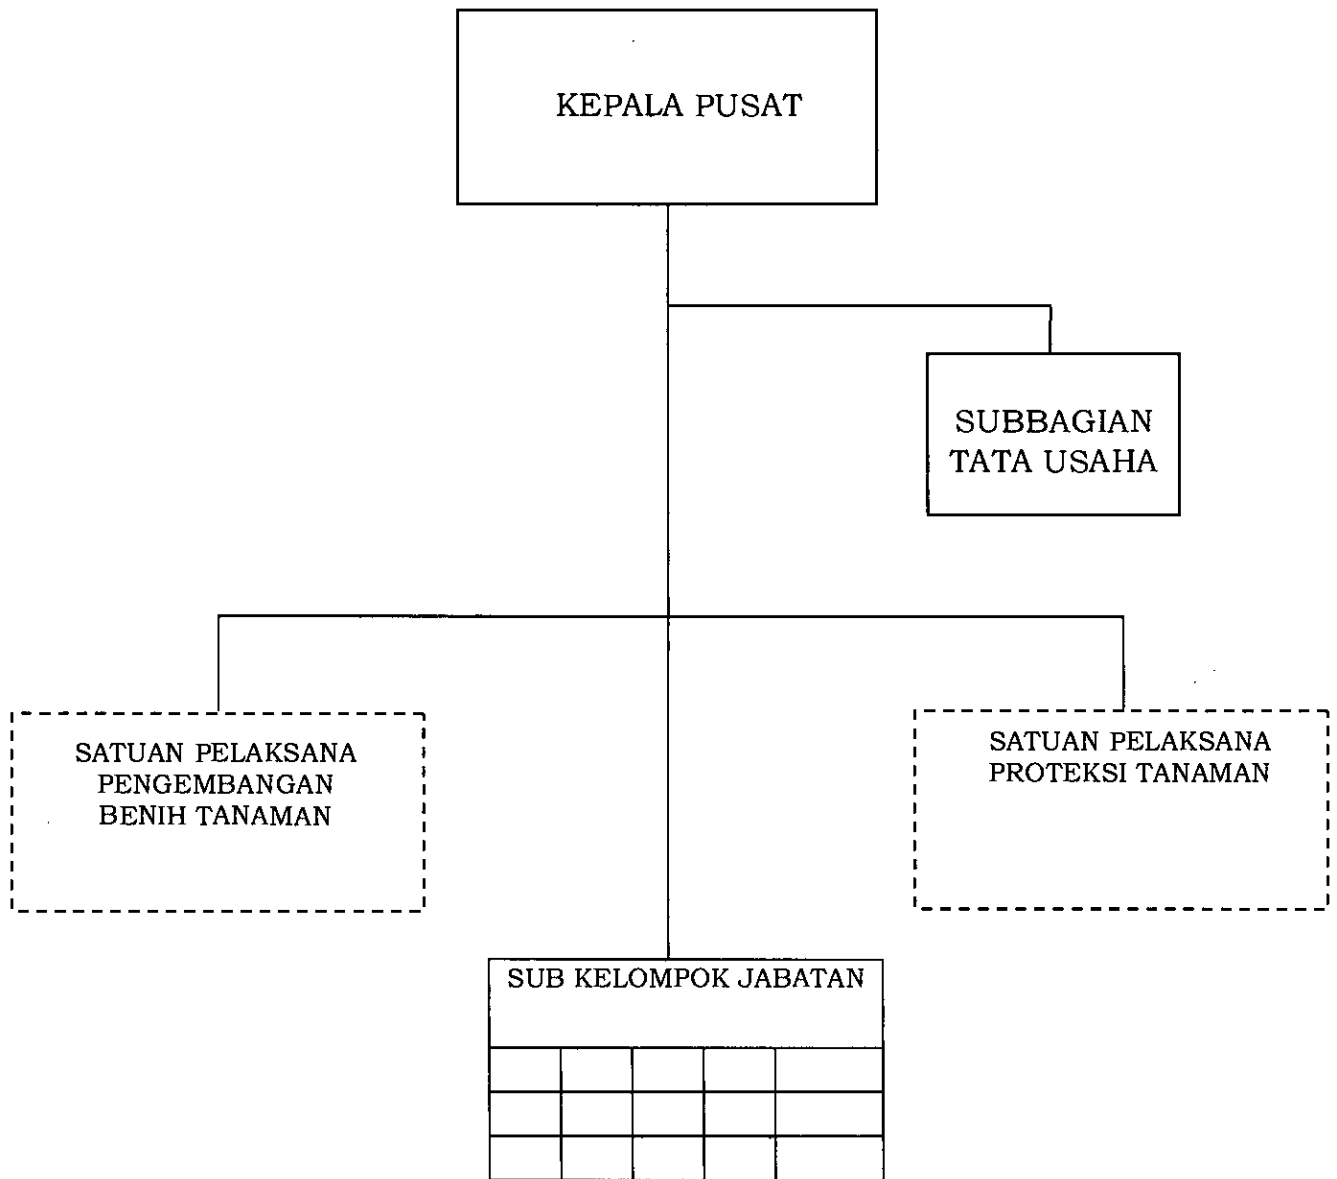 KEPALA PUSAT
SUBBAGIAN
TATA USAHA
SATUAN PELAKSANA
PENGEMBANGAN
BENIH TANAMAN
SATUAN PELAKSANA
PROTEKSI TANAMAN
SUB KELOMPOK JABATAN